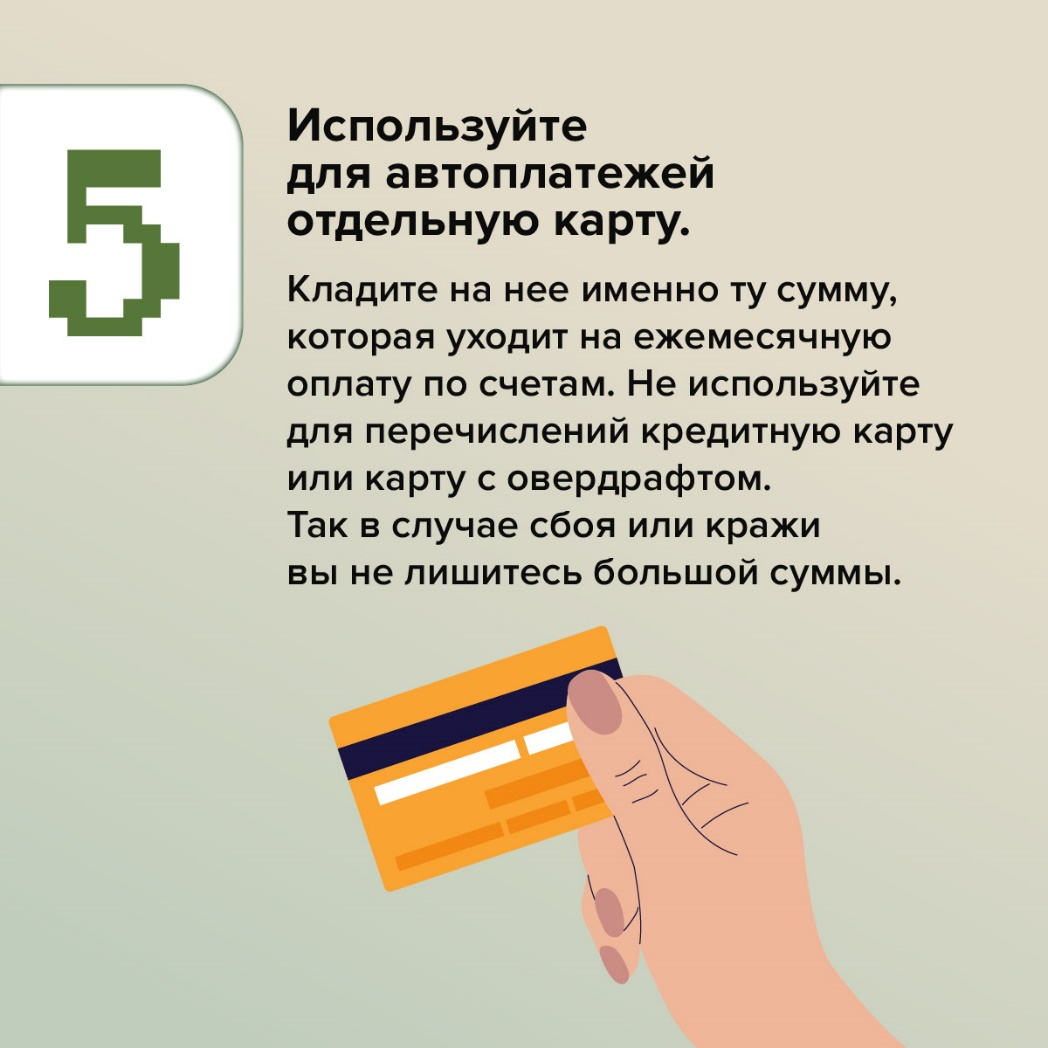 5
Используйте
для автоплатежей
отдельную карту.
Кладите на нее именно ту сумму,
которая уходит на ежемесячную
оплату по счетам. Не используйте
для перечислений кредитную карту
или карту с овердрафтом.
Так в случае сбоя или кражи
вы не лишитесь большой суммы.